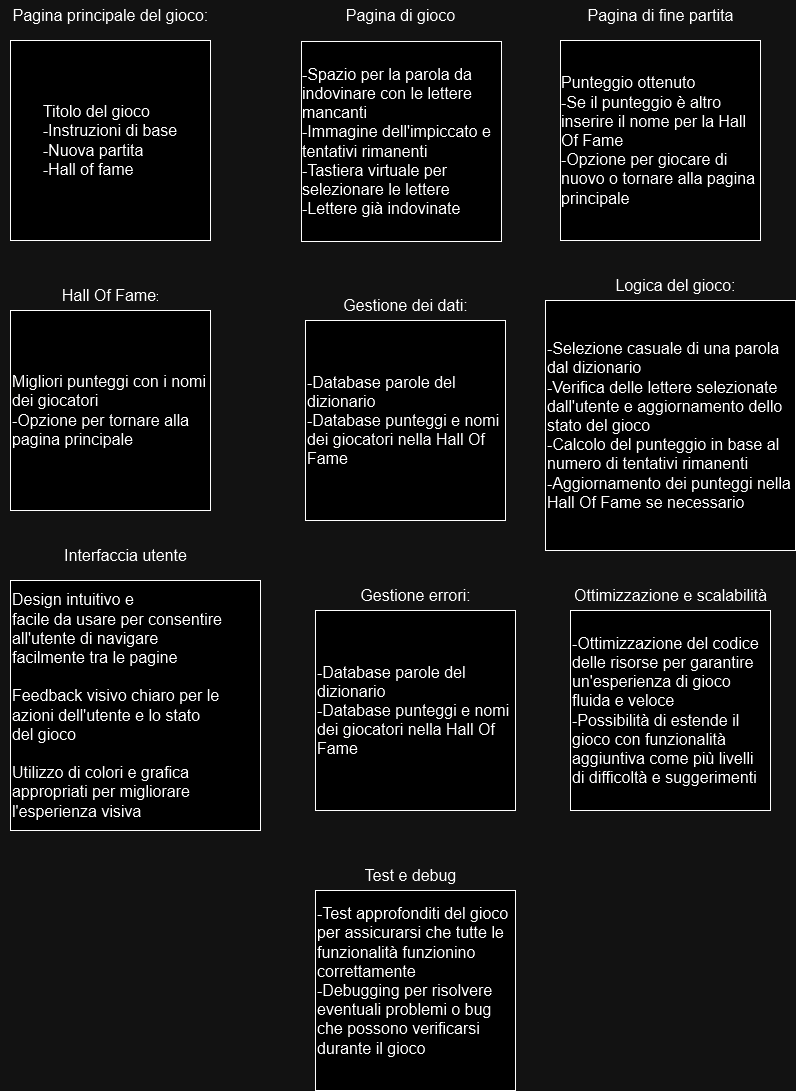 Pagina principale del gioco:
Titolo del gioco
-Instruzioni di base
-Nuova partita
-Hall of fame
Pagina di gioco
-Spazio per la parola da
indovinare con le lettere
mancanti
-Immagine dell'impiccato e
tentativi rimanenti
-Tastiera virtuale per
selezionare le lettere
-Lettere già indovinate
Pagina di fine partita
Punteggio ottenuto
-Se il punteggio è altro
inserire il nome per la Hall
Of Fame
-Opzione per giocare di
nuovo o tornare alla pagina
principale
Hall Of Fame:
Migliori punteggi con i nomi
dei giocatori
-Opzione per tornare alla
pagina principale
Gestione dei dati:
-Database parole del
dizionario
-Database punteggi e nomi
dei giocatori nella Hall Of
Fame
Logica del gioco:
-Selezione casuale di una parola
dal dizionario
-Verifica delle lettere selezionate
dall'utente e aggiornamento dello
stato del gioco
-Calcolo del punteggio in base al
numero di tentativi rimanenti
-Aggiornamento dei punteggi nella
Hall Of Fame se necessario
Interfaccia utente
Design intuitivo e
facile da usare per consentire
all'utente di navigare
facilmente tra le pagine
Feedback visivo chiaro per le
azioni dell'utente e lo stato
del gioco
Utilizzo di colori e grafica
appropriati per migliorare
l'esperienza visiva
Gestione errori:
-Database parole del
dizionario
-Database punteggi e nomi
dei giocatori nella Hall Of
Fame
Ottimizzazione e scalabilità
-Ottimizzazione del codice
delle risorse per garantire
un'esperienza di gioco
fluida e veloce
-Possibilità di estende il
gioco con funzionalità
aggiuntiva come più livelli
di difficoltà e suggerimenti
Test e debug
-Test approfonditi del gioco
per assicurarsi che tutte le
funzionalità funzionino
correttamente
-Debugging per risolvere
eventuali problemi o bug
che possono verificarsi
durante il gioco